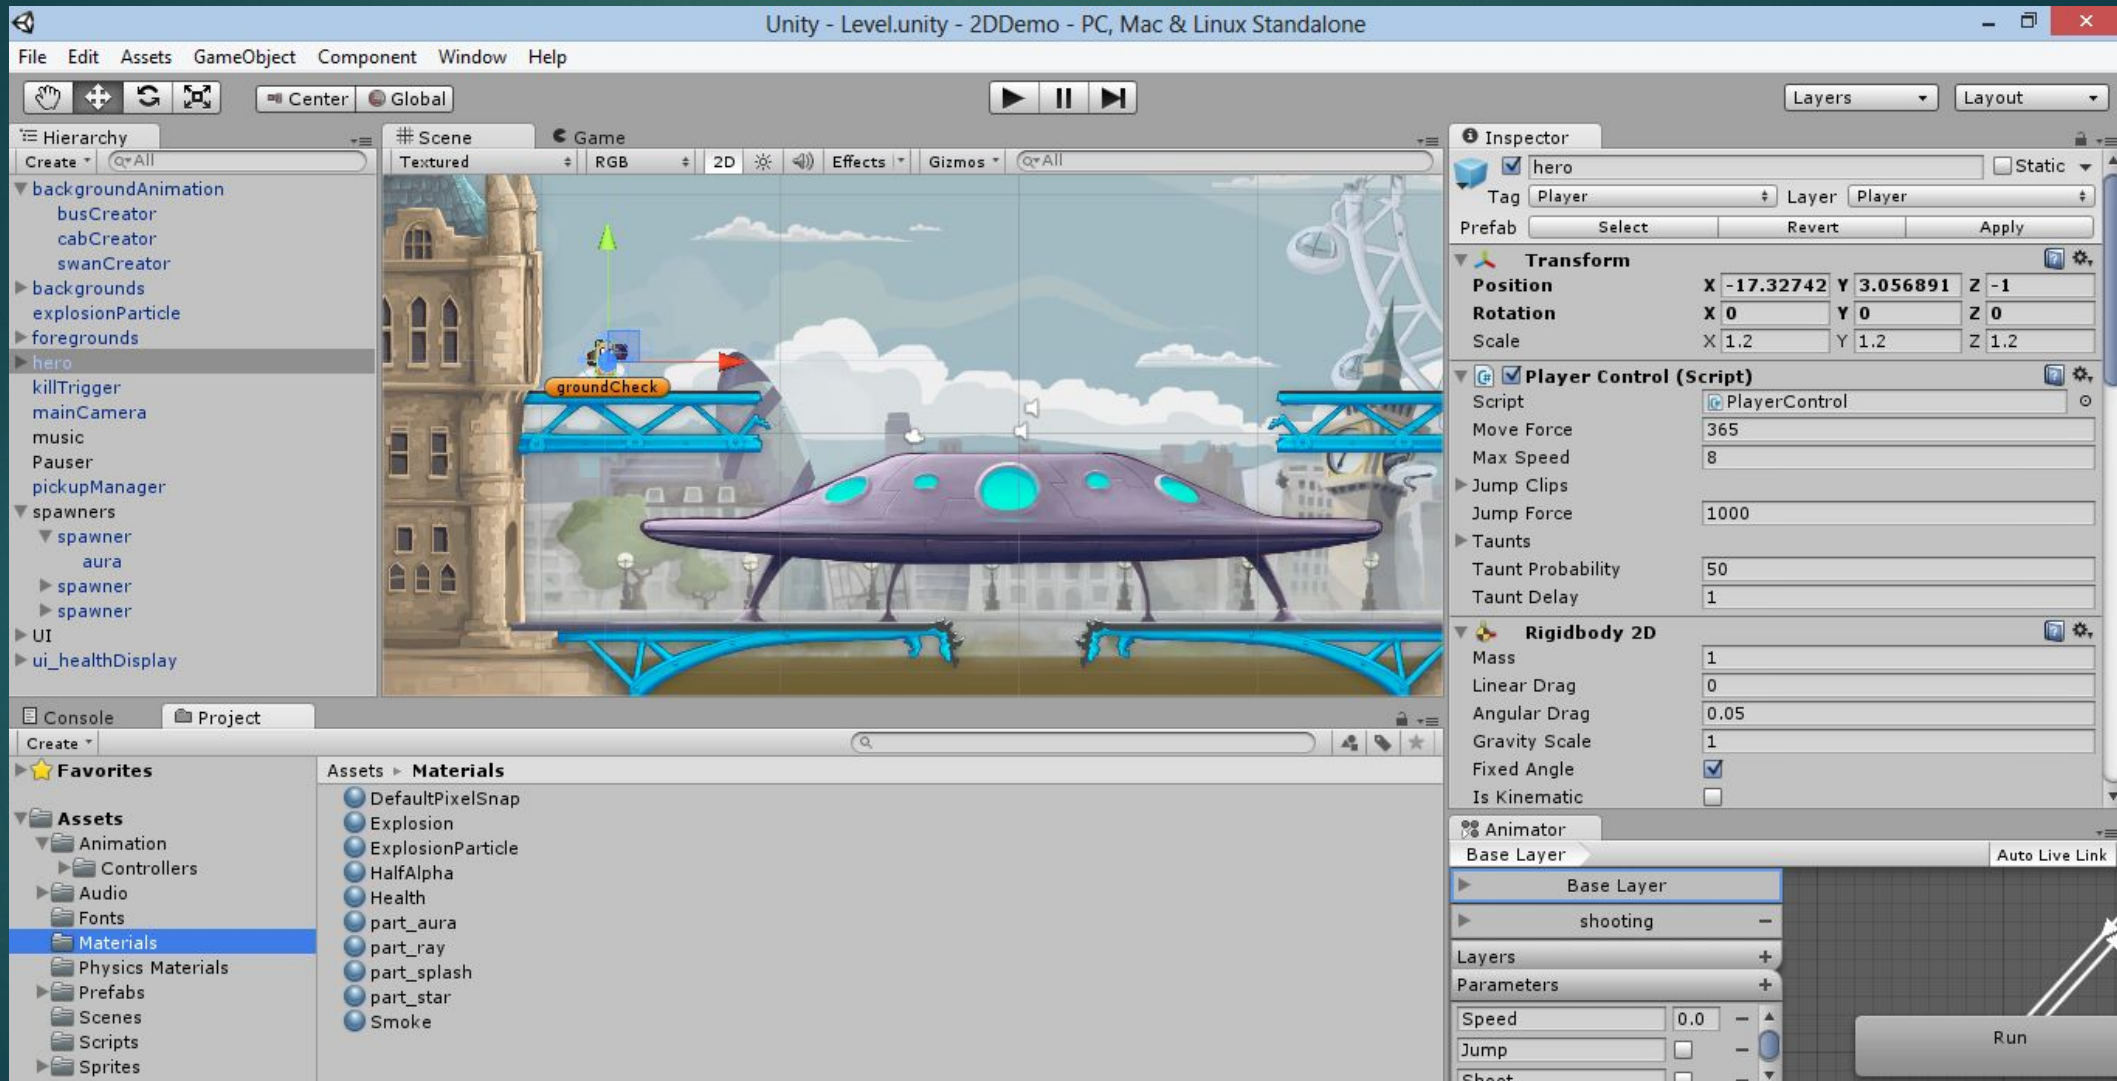 Unity - Level.unity - 2DDemo - PC, Mac & Linux Standalone
File Edit Assets GameObject Component Window Help
Center Global
Layers Layout
Hierarchy
Create All
backgroundAnimation
busCreator
cabCreator
swanCreator
backgrounds
explosionParticle
foregrounds
hero
killTrigger
mainCamera
music
Pauser
pickupManager
spawners
spawner
aura
spawner
spawner
UI
ui_healthDisplay
Scene Game
Textured RGB 2D Effects Gizmos All
groundCheck
Inspector
hero Static
Tag Player Layer Player
Prefab Select Revert Apply
Transform
Position X -17.32742 Y 3.056891 Z -1
Rotation X 0 Y 0 Z 0
Scale X 1.2 Y 1.2 Z 1.2
Player Control (Script)
Script PlayerControl
Move Force 365
Max Speed 8
Jump Clips
Jump Force 1000
Taunts
Taunt Probability 50
Taunt Delay 1
Rigidbody 2D
Mass 1
Linear Drag 0
Angular Drag 0.05
Gravity Scale 1
Fixed Angle
Is Kinematic
Console Project
Create
Favorites
Assets
Animation
Controllers
Audio
Fonts
Materials
Physics Materials
Prefabs
Scenes
Scripts
Sprites
Assets Materials
DefaultPixelSnap
Explosion
ExplosionParticle
HalfAlpha
Health
part_aura
part_ray
part_splash
part_star
Smoke
Animator
Base Layer Auto Live Link
Base Layer
shooting
Layers
Parameters
Speed 0.0
Jump
Shoot
Run